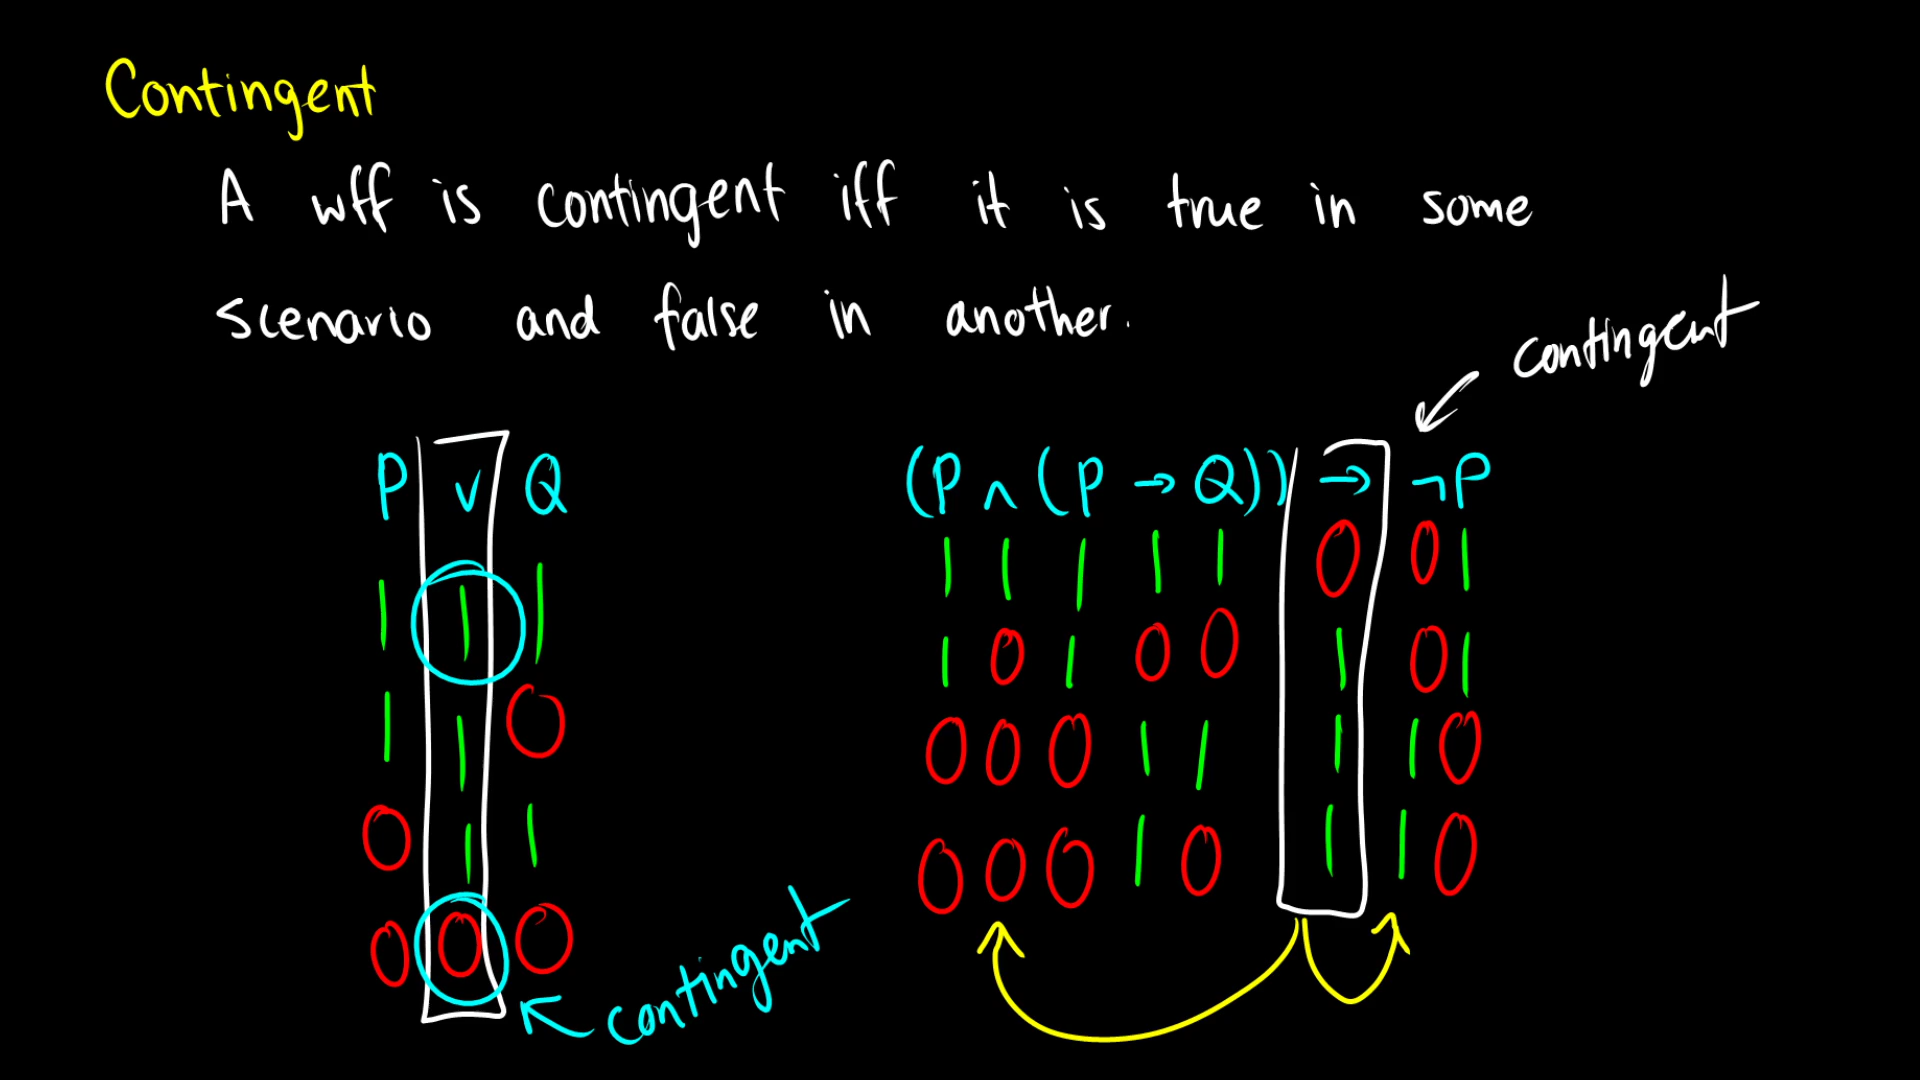 Contingent
A wff is contingent iff it is true in some
scenario and false in another.
contingent
P ∨ Q
1 1 1
1 1 0
0 1 1
0 0 0
contingent
(P ∧ (P → Q)) → ¬P
1 1 1 1 1 0 0 1
1 0 1 0 0 1 0 1
0 0 0 1 1 1 1 0
0 0 0 1 0 1 1 0